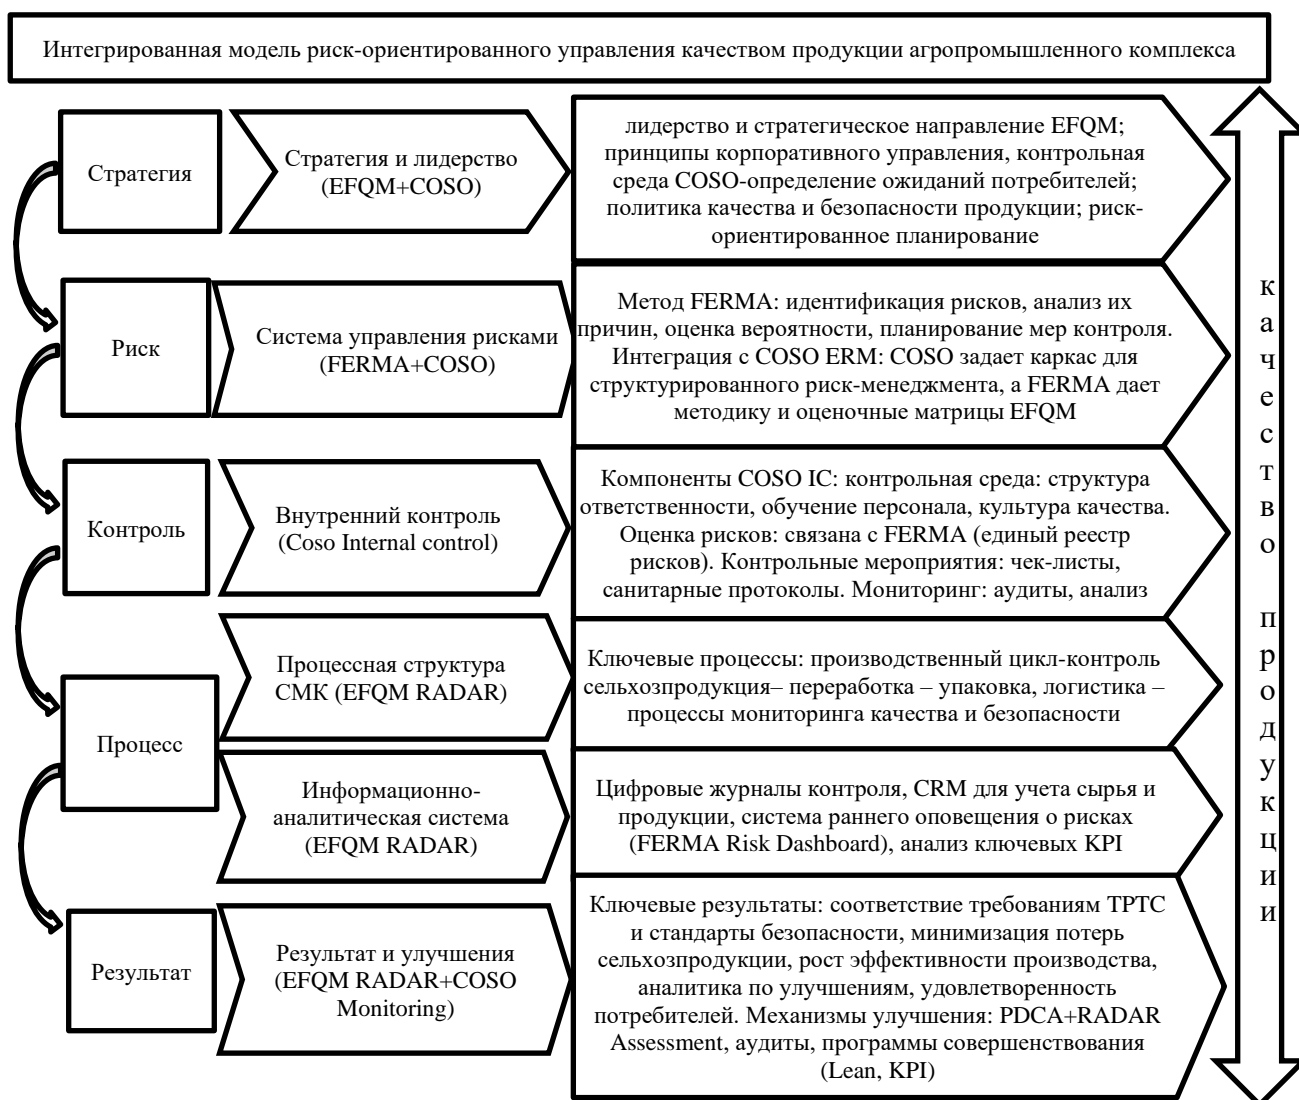 Интегрированная модель риск-ориентированного управления качеством продукции агропромышленного комплекса
Стратегия
Стратегия и лидерство
(EFQM+COSO)
лидерство и стратегическое направление EFQM;
принципы корпоративного управления, контрольная
среда COSO-определение ожиданий потребителей;
политика качества и безопасности продукции; риск-
ориентированное планирование
Риск
Система управления рисками
(FERMA+COSO)
Метод FERMA: идентификация рисков, анализ их
причин, оценка вероятности, планирование мер контроля.
Интеграция с COSO ERM: COSO задает каркас для
структурированного риск-менеджмента, а FERMA дает
методику и оценочные матрицы EFQM
Контроль
Внутренний контроль
(Coso Internal control)
Компоненты COSO IC: контрольная среда: структура
ответственности, обучение персонала, культура качества.
Оценка рисков: связана с FERMA (единый реестр
рисков). Контрольные мероприятия: чек-листы,
санитарные протоколы. Мониторинг: аудиты, анализ
Процесс
Процессная структура
СМК (EFQM RADAR)
Ключевые процессы: производственный цикл-контроль
сельхозпродукция– переработка – упаковка, логистика –
процессы мониторинга качества и безопасности
Информационно-
аналитическая система
(EFQM RADAR)
Цифровые журналы контроля, CRM для учета сырья и
продукции, система раннего оповещения о рисках
(FERMA Risk Dashboard), анализ ключевых KPI
Результат
Результат и улучшения
(EFQM RADAR+COSO
Monitoring)
Ключевые результаты: соответствие требованиям ТРТС
и стандарты безопасности, минимизация потерь
сельхозпродукции, рост эффективности производства,
аналитика по улучшениям, удовлетворенность
потребителей. Механизмы улучшения: PDCA+RADAR
Assessment, аудиты, программы совершенствования
(Lean, KPI)
качество продукции